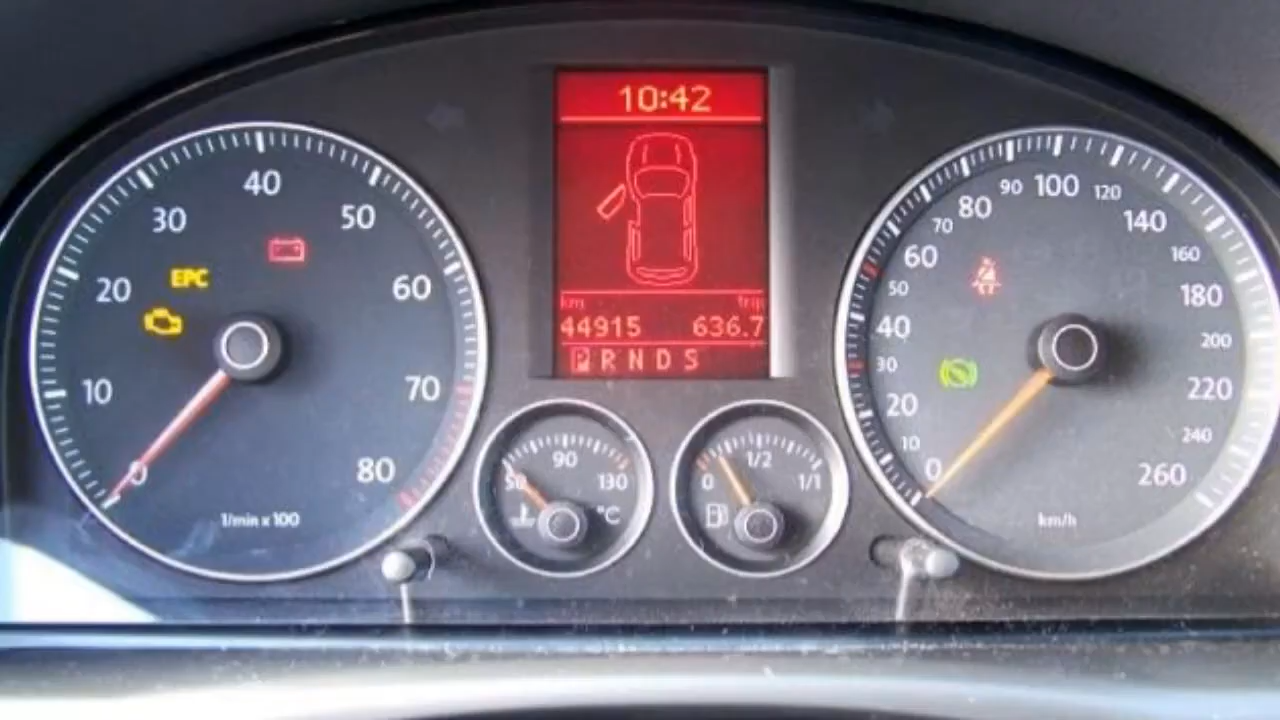 10:42
km trip
44915 636.7
P R N D S
0 10 20 30 40 50 60 70 80
EPC
1/min x 100
50 90 130
°C
0 1/2 1/1
0 10 20 30 40 50 60 70 80 90 100 120 140 160 180 200 220 240 260
km/h